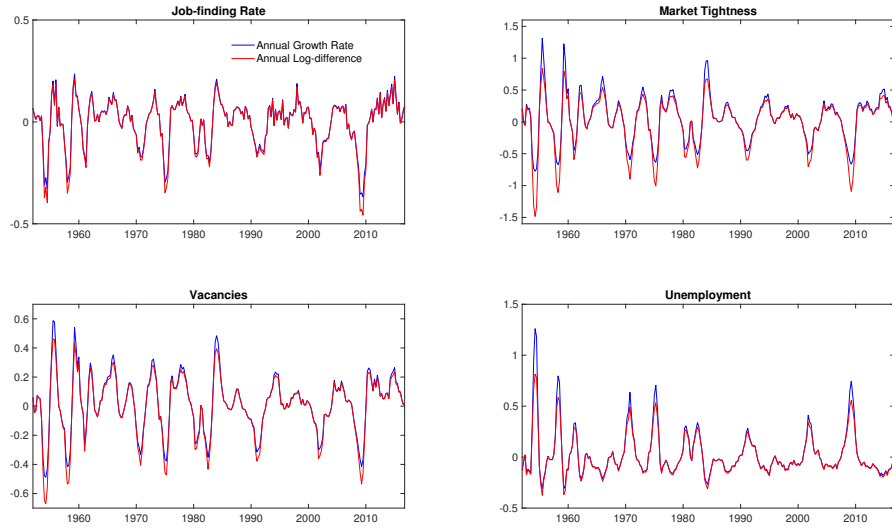 Job-finding Rate
0.5
0
-0.5
Annual Growth Rate
Annual Log-difference
1960 1970 1980 1990 2000 2010
Market Tightness
1.5
1
0.5
0
-0.5
-1
-1.5
1960 1970 1980 1990 2000 2010
Vacancies
0.6
0.4
0.2
0
-0.2
-0.4
-0.6
1960 1970 1980 1990 2000 2010
Unemployment
1.5
1
0.5
0
-0.5
1960 1970 1980 1990 2000 2010